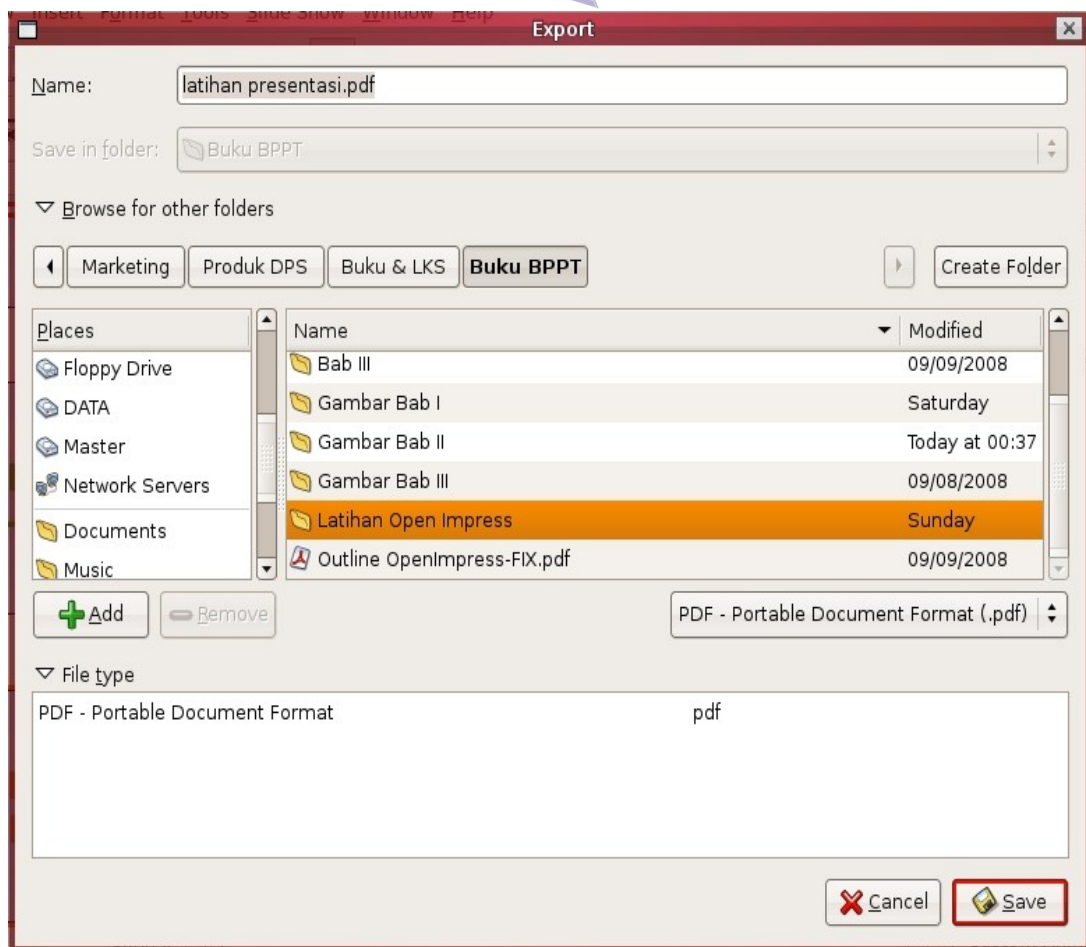 Insert Format Tools Slide Show Window Help
Export
Name: latihan presentasi.pdf
Save in folder: Buku BPPT
Browse for other folders
Marketing Produk DPS Buku & LKS Buku BPPT Create Folder
Places Name Modified
Floppy Drive Bab III 09/09/2008
DATA Gambar Bab I Saturday
Master Gambar Bab II Today at 00:37
Network Servers Gambar Bab III 09/08/2008
Documents Latihan Open Impress Sunday
Music Outline OpenImpress-FIX.pdf 09/09/2008
Add Remove PDF - Portable Document Format (.pdf)
File type
PDF - Portable Document Format pdf
Cancel Save